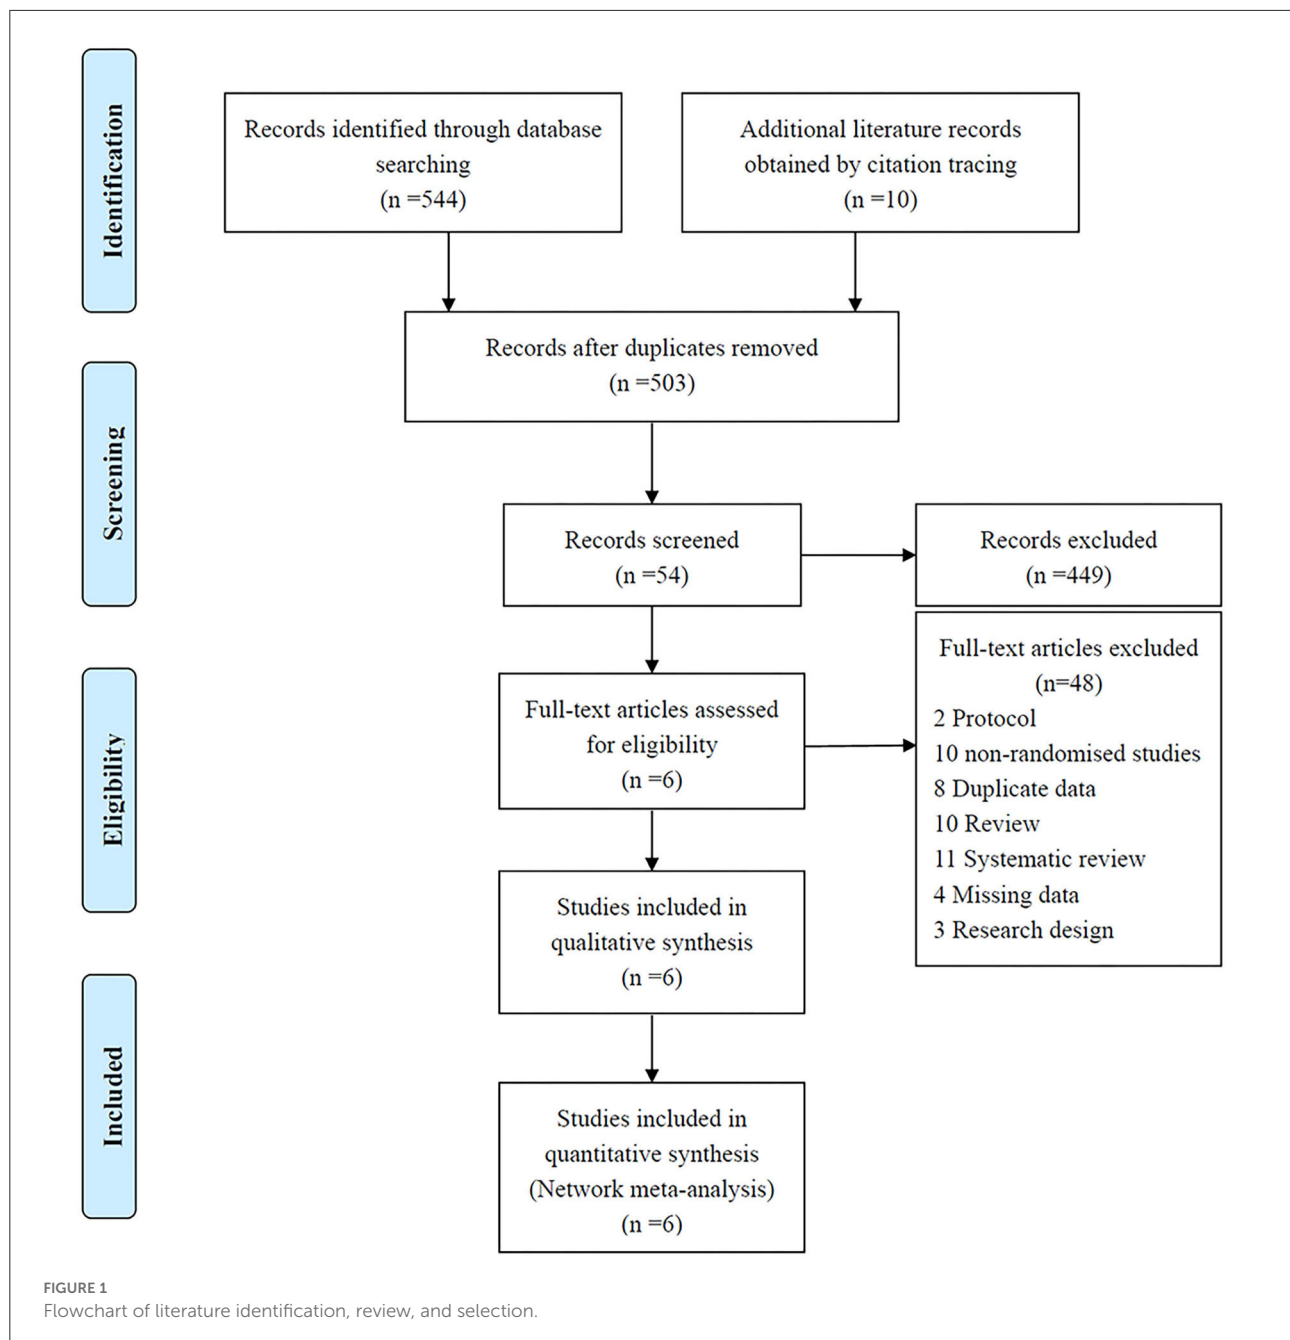 Identification
Records identified through database
searching
(n =544)
Additional literature records
obtained by citation tracing
(n =10)
Records after duplicates removed
(n =503)
Screening
Records screened
(n =54)
Records excluded
(n =449)
Eligibility
Full-text articles assessed
for eligibility
(n =6)
Full-text articles excluded
(n=48)
2 Protocol
10 non-randomised studies
8 Duplicate data
10 Review
11 Systematic review
4 Missing data
3 Research design
Studies included in
qualitative synthesis
(n =6)
Included
Studies included in
quantitative synthesis
(Network meta-analysis)
(n =6)
FIGURE 1
Flowchart of literature identification, review, and selection.